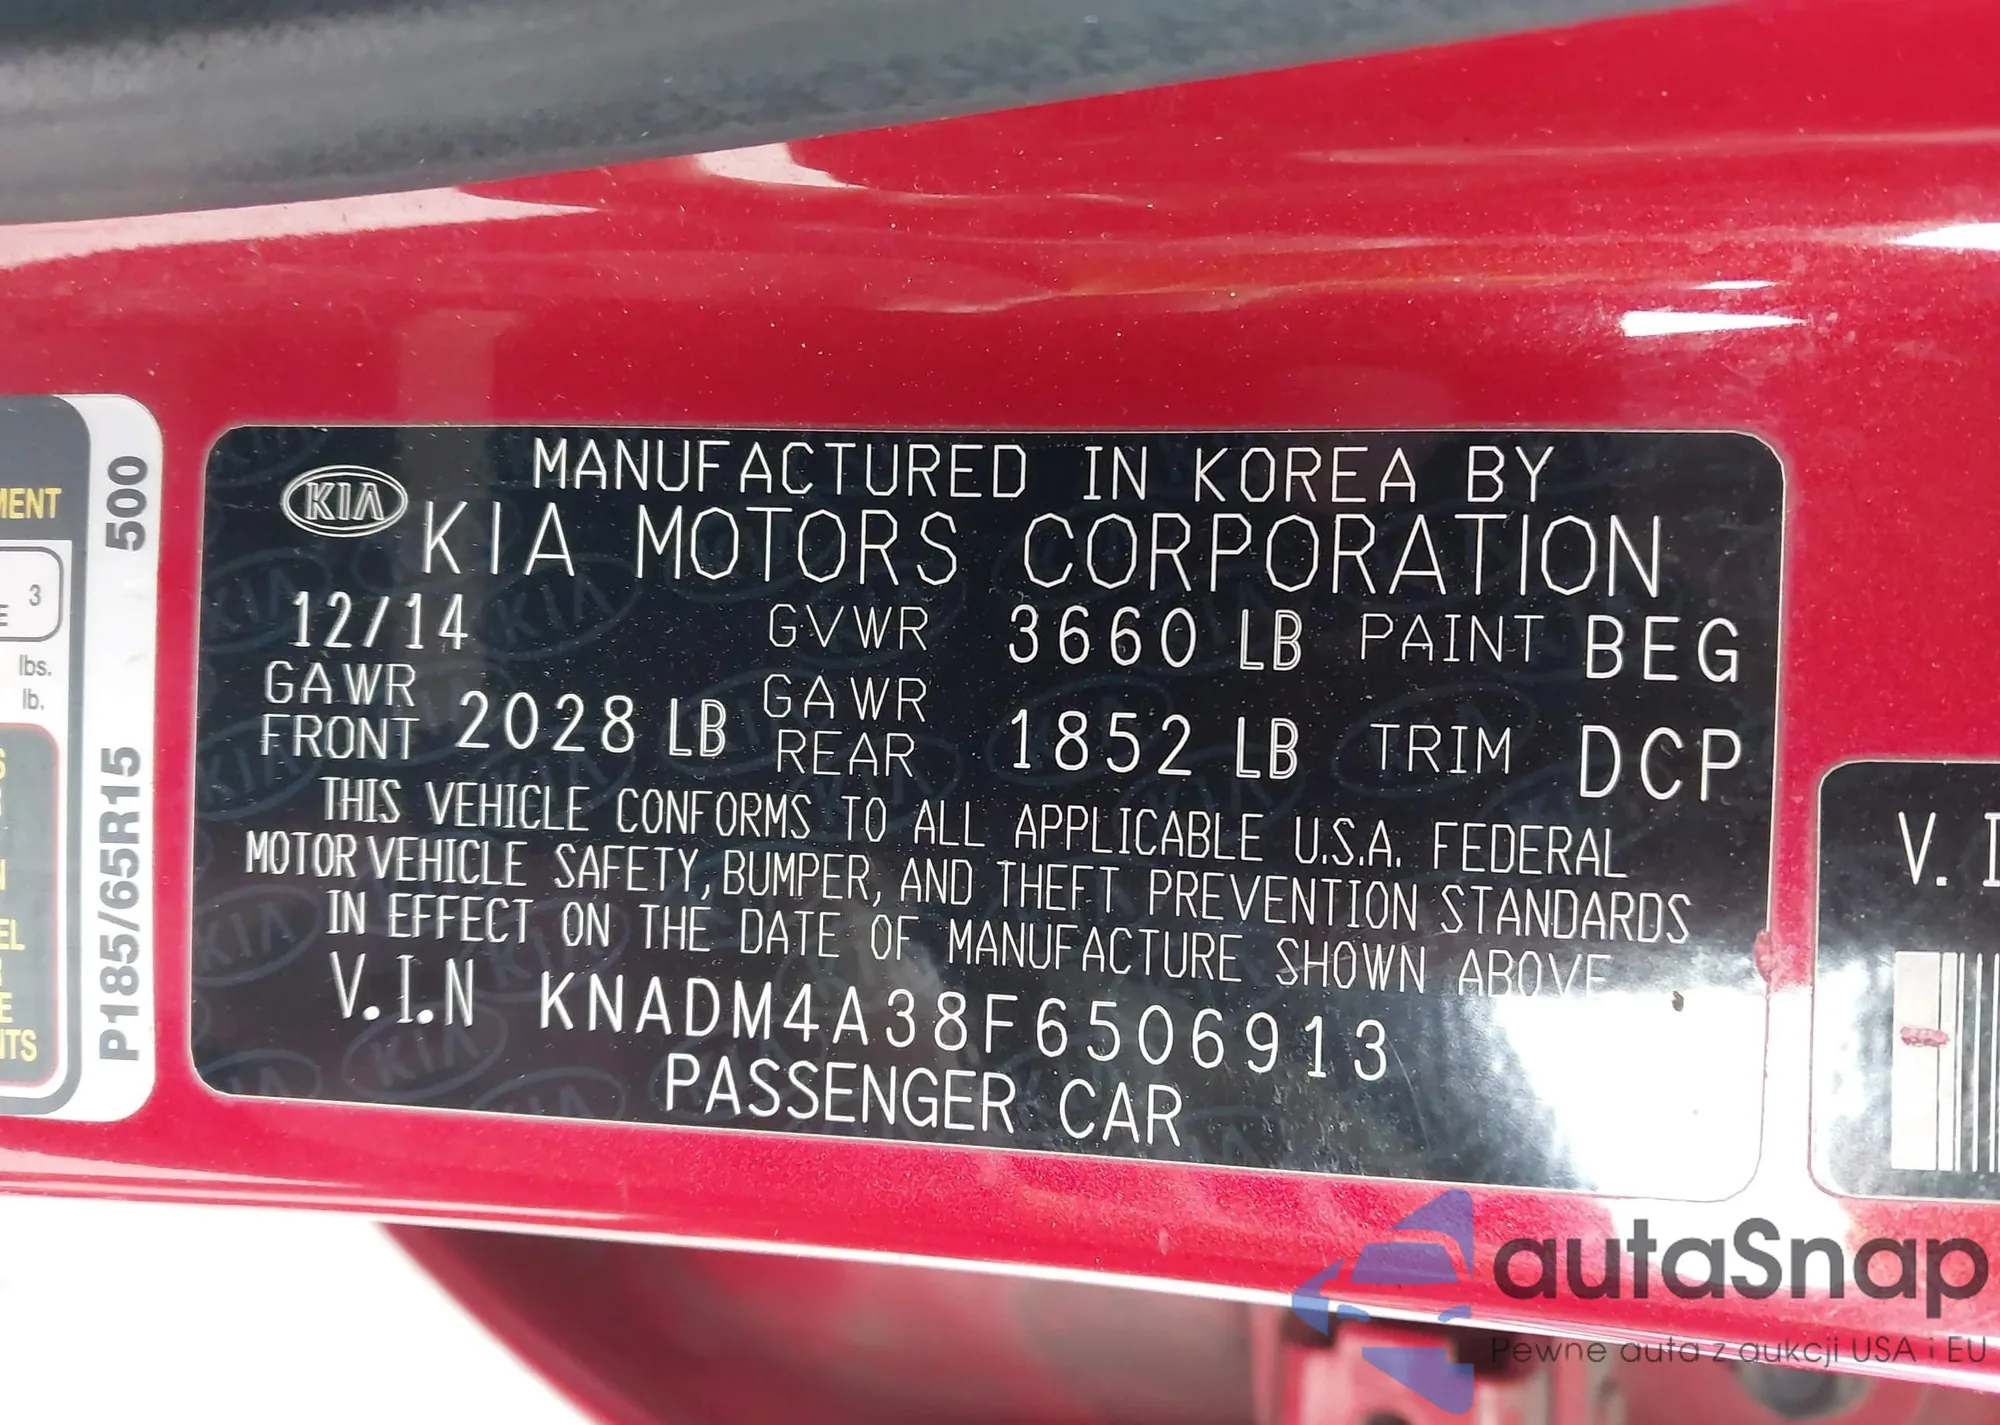 KIA
MANUFACTURED IN KOREA BY
KIA MOTORS CORPORATION
12/14 GVWR 3660 LB PAINT BEG
GAWR FRONT 2028 LB GAWR REAR 1852 LB TRIM DCP
THIS VEHICLE CONFORMS TO ALL APPLICABLE U.S.A. FEDERAL
MOTOR VEHICLE SAFETY, BUMPER, AND THEFT PREVENTION STANDARDS
IN EFFECT ON THE DATE OF MANUFACTURE SHOWN ABOVE
V.I.N KNADM4A38F6506913
PASSENGER CAR
P185/65R15 500
3
lbs.
lb.
V. I
autaSnap
Pewne auta z aukcji USA i EU